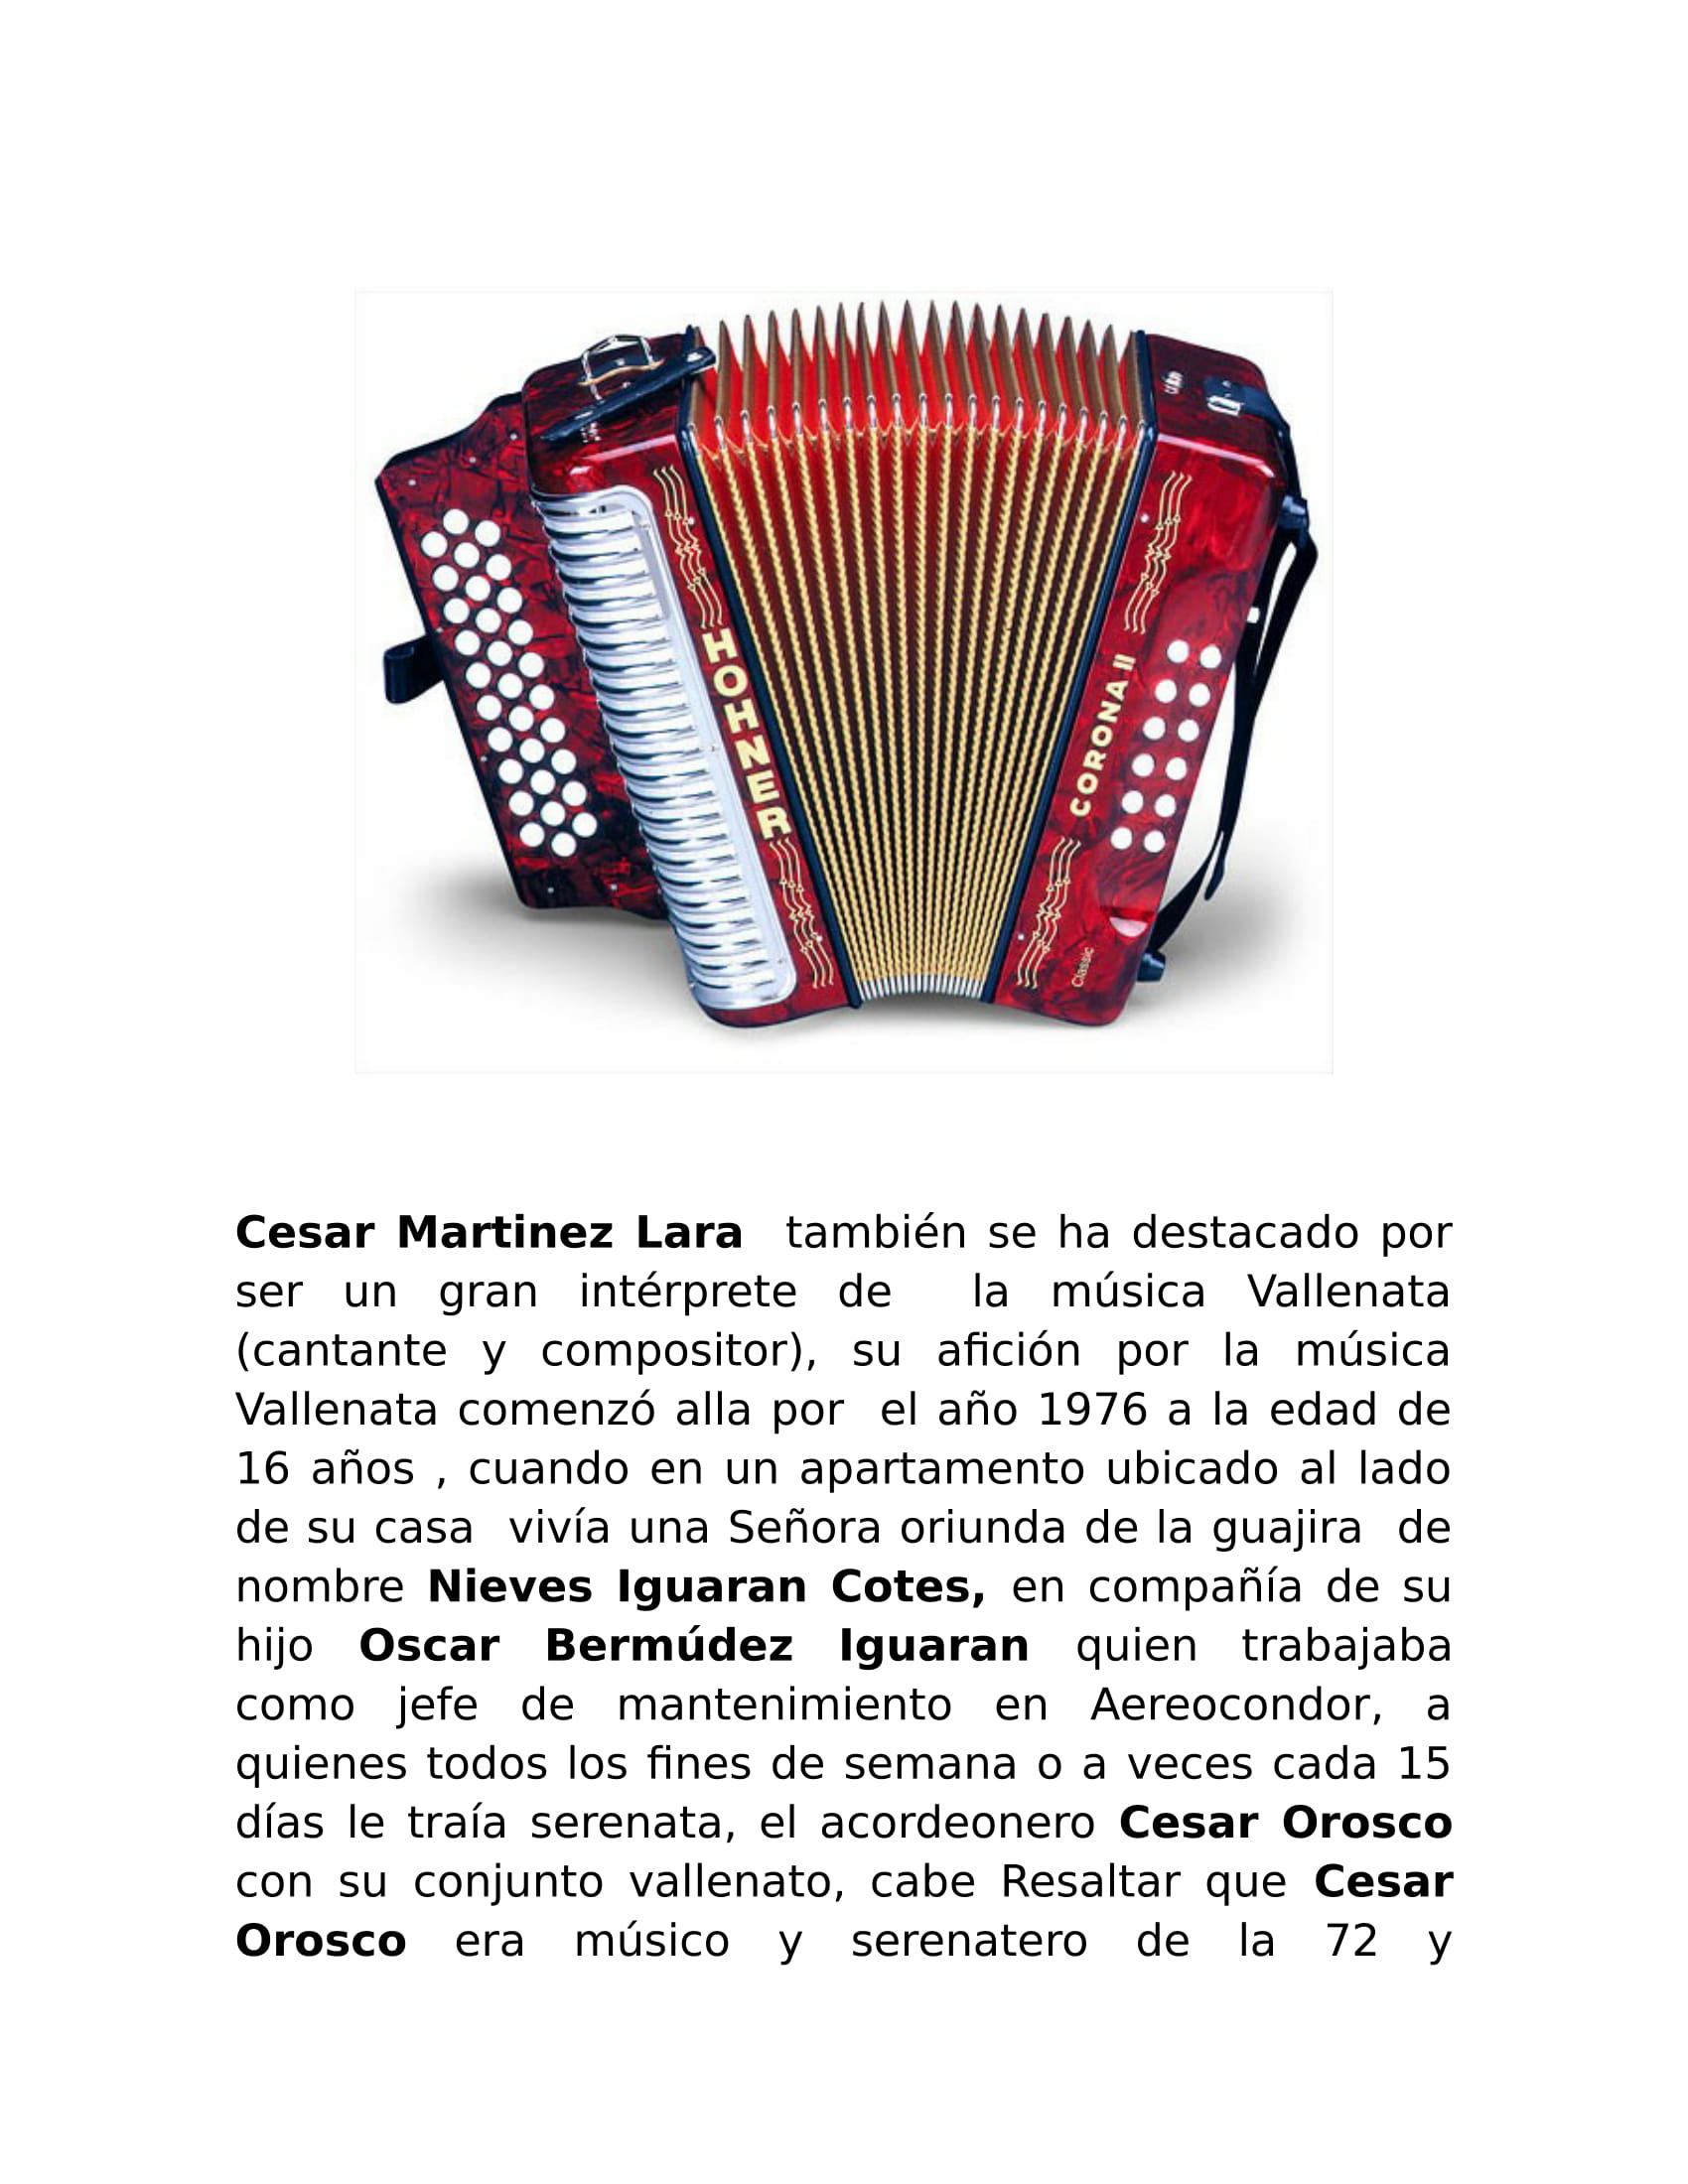 HOHNER
CORONA II
Classic
Cesar Martinez Lara  también se ha destacado por
ser un gran intérprete de  la música Vallenata
(cantante y compositor), su afición por la música
Vallenata comenzó alla por  el año 1976 a la edad de
16 años , cuando en un apartamento ubicado al lado
de su casa  vivía una Señora oriunda de la guajira  de
nombre Nieves Iguaran Cotes, en compañía de su
hijo Oscar Bermúdez Iguaran quien trabajaba
como jefe de mantenimiento en Aereocondor, a
quienes todos los fines de semana o a veces cada 15
días le traía serenata, el acordeonero Cesar Orosco
con su conjunto vallenato, cabe Resaltar que Cesar
Orosco era músico y serenatero de la 72 y